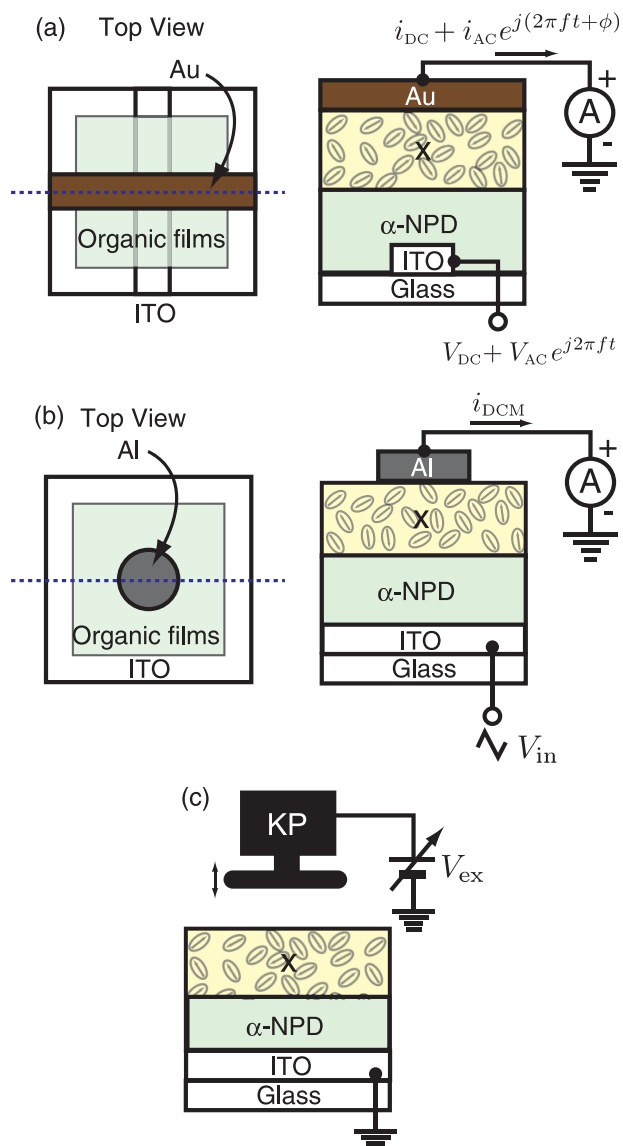 (a) Top View
Au
Organic films
ITO
i_DC + i_AC e^{j(2πft+ϕ)}
+
A
-
Au
X
α-NPD
ITO
Glass
V_DC + V_AC e^{j2πft}
(b) Top View
Al
Organic films
ITO
i_DCM
+
A
-
Al
X
α-NPD
ITO
Glass
V_in
(c)
KP
V_ex
X
α-NPD
ITO
Glass